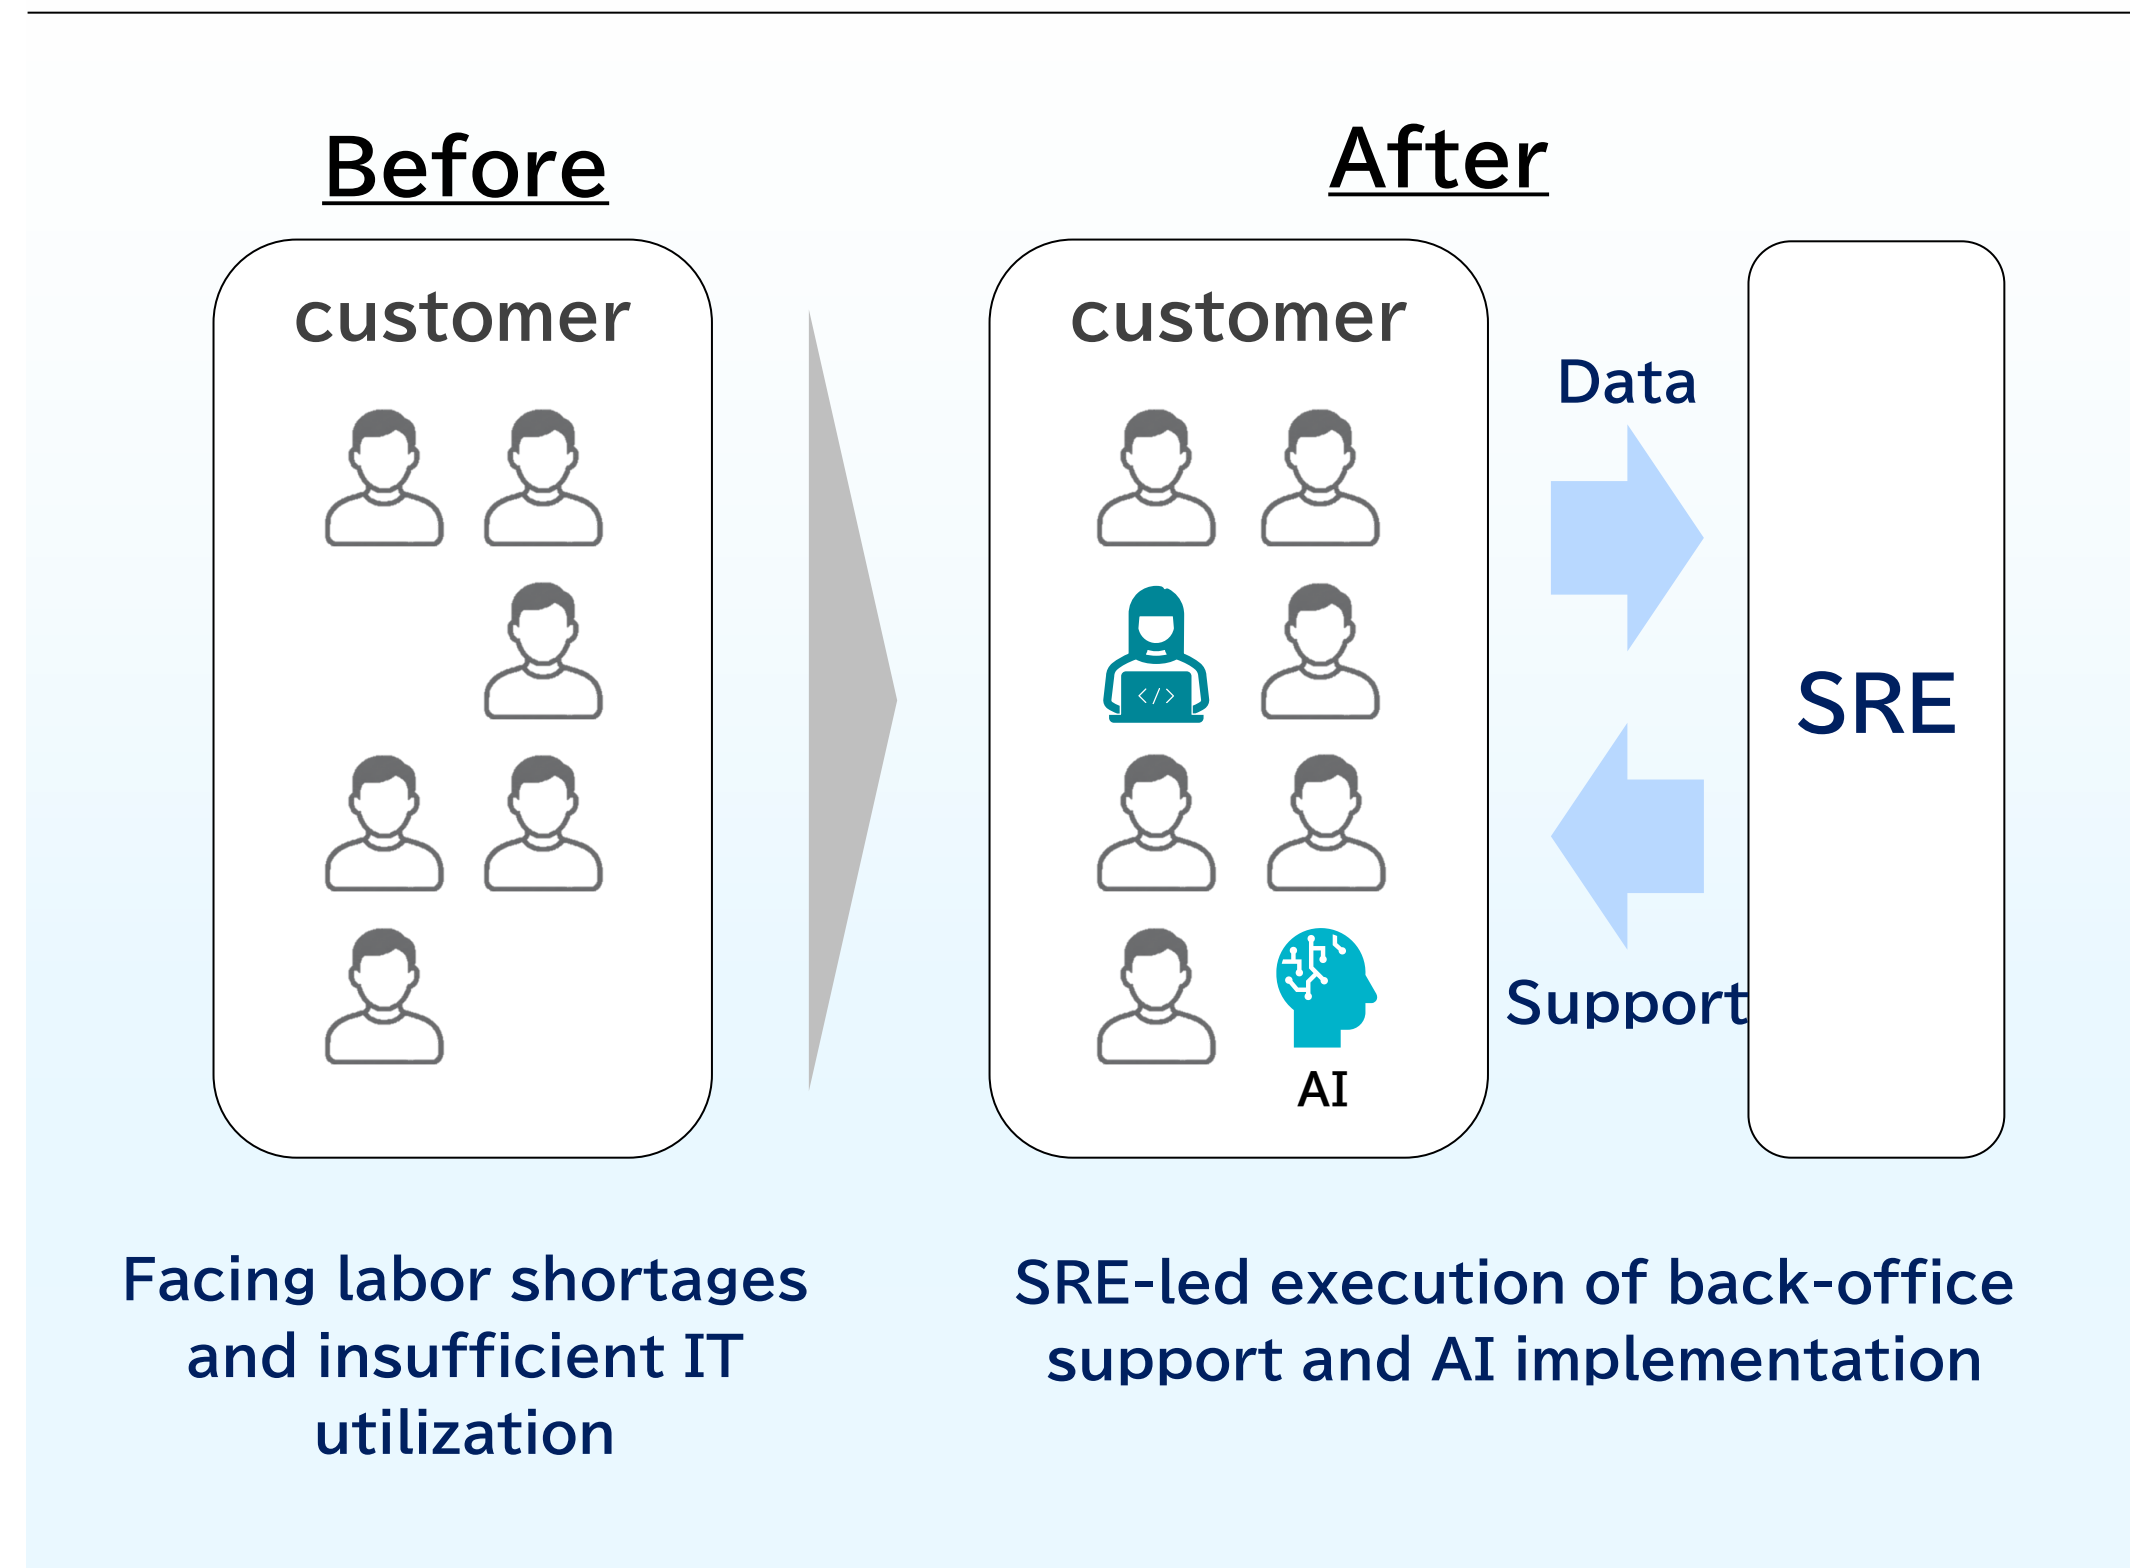 Before
customer
Facing labor shortages
and insufficient IT
utilization
After
customer
</>
AI
Data
Support
SRE
SRE-led execution of back-office
support and AI implementation